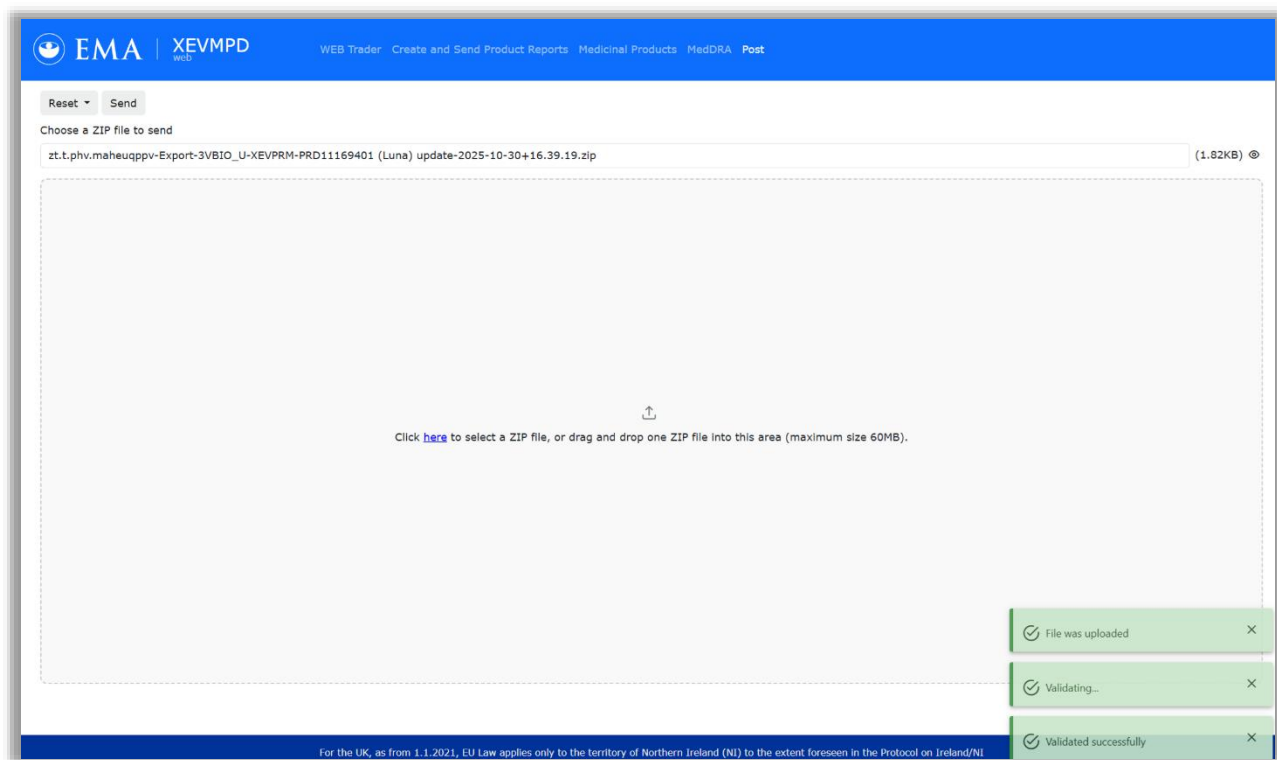 EMA | XEVMPD
web
WEB Trader Create and Send Product Reports Medicinal Products MedDRA Post
Reset Send
Choose a ZIP file to send
zt.t.phv.maheuqppv-Export-3VBIO_U-XEVPRM-PRD11169401 (Luna) update-2025-10-30+16.39.19.zip (1.82KB)
Click here to select a ZIP file, or drag and drop one ZIP file into this area (maximum size 60MB).
File was uploaded
Validating...
Validated successfully
For the UK, as from 1.1.2021, EU Law applies only to the territory of Northern Ireland (NI) to the extent foreseen in the Protocol on Ireland/NI